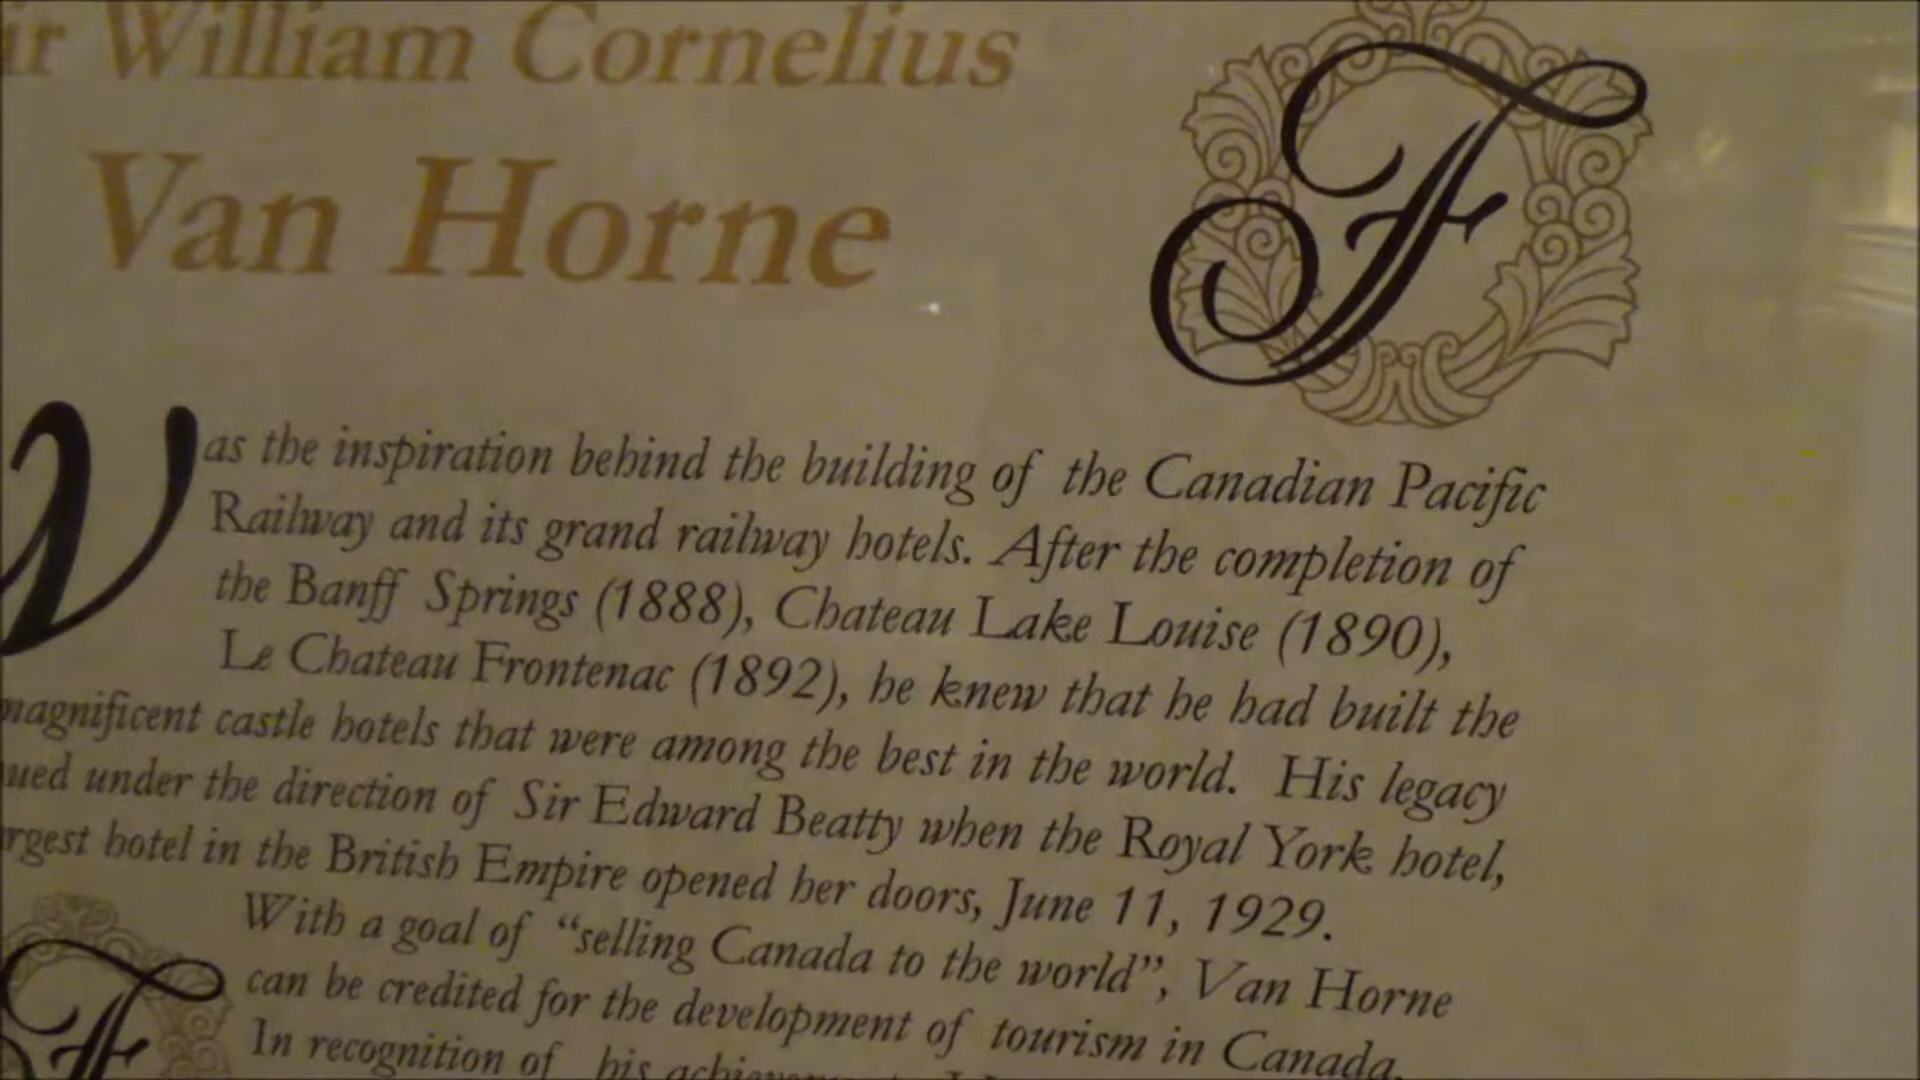 ir William Cornelius
Van Horne
F
Was the inspiration behind the building of the Canadian Pacific
Railway and its grand railway hotels. After the completion of
the Banff Springs (1888), Chateau Lake Louise (1890),
Le Chateau Frontenac (1892), he knew that he had built the
magnificent castle hotels that were among the best in the world. His legacy
nued under the direction of Sir Edward Beatty when the Royal York hotel,
argest hotel in the British Empire opened her doors, June 11, 1929.
With a goal of “selling Canada to the world”, Van Horne
can be credited for the development of tourism in Canada.
F
In recognition of his